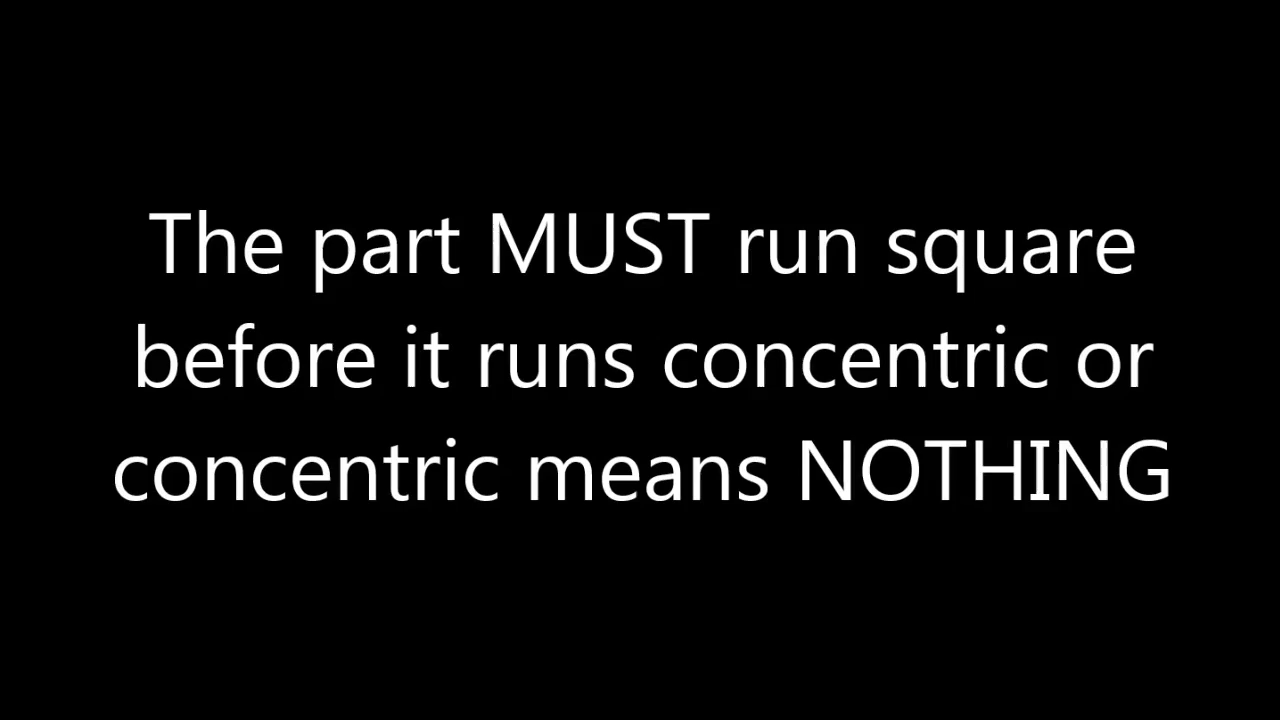 The part MUST run square
before it runs concentric or
concentric means NOTHING